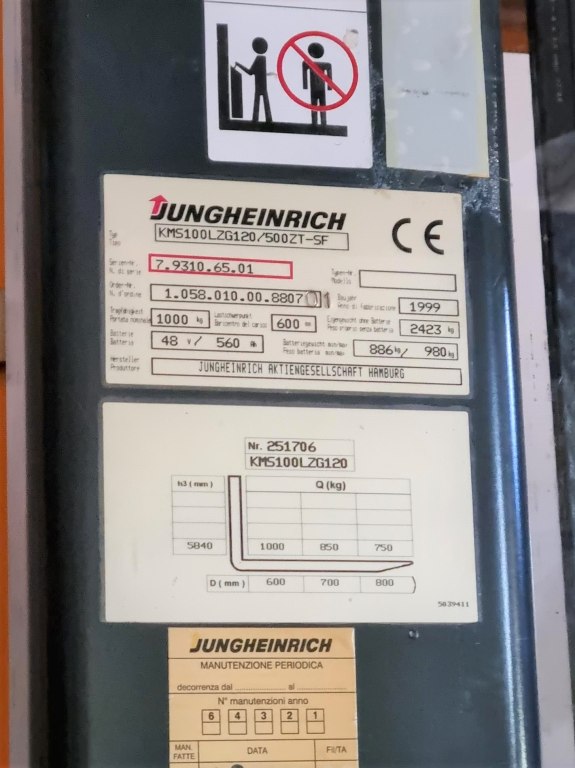 JUNGHEINRICH
Typ
Tipo
KMS100LZG120/500ZT-SF
CE
Serien-Nr.
N. di serie
7.9310.65.01
Typen-Nr.
Modello
Order-Nr.
N. d'ordine
1.058.010.00.8807
Baujahr
Anno di fabbricazione
1999
Tragfähigkeit
Portata nominale
1000 kg
Lastschwerpunkt
Baricentro del carico
600 mm
Eigengewicht ohne Batterie
Peso proprio senza batteria
2423 kg
Batterie
Batteria
48 V/ 560 Ah
Batteriegewicht min/max
Peso batteria min/max
886 kg/ 980 kg
Hersteller
Produttore
JUNGHEINRICH AKTIENGESELLSCHAFT HAMBURG
Nr. 251706
KMS100LZG120
h3 (mm)
Q (kg)
5840 1000 850 750
D (mm) 600 700 800
5039411
JUNGHEINRICH
MANUTENZIONE PERIODICA
decorrenza dal .............. al ..............
N° manutenzioni anno
6 4 3 2 1
MAN. FATTE
DATA
FIRMA